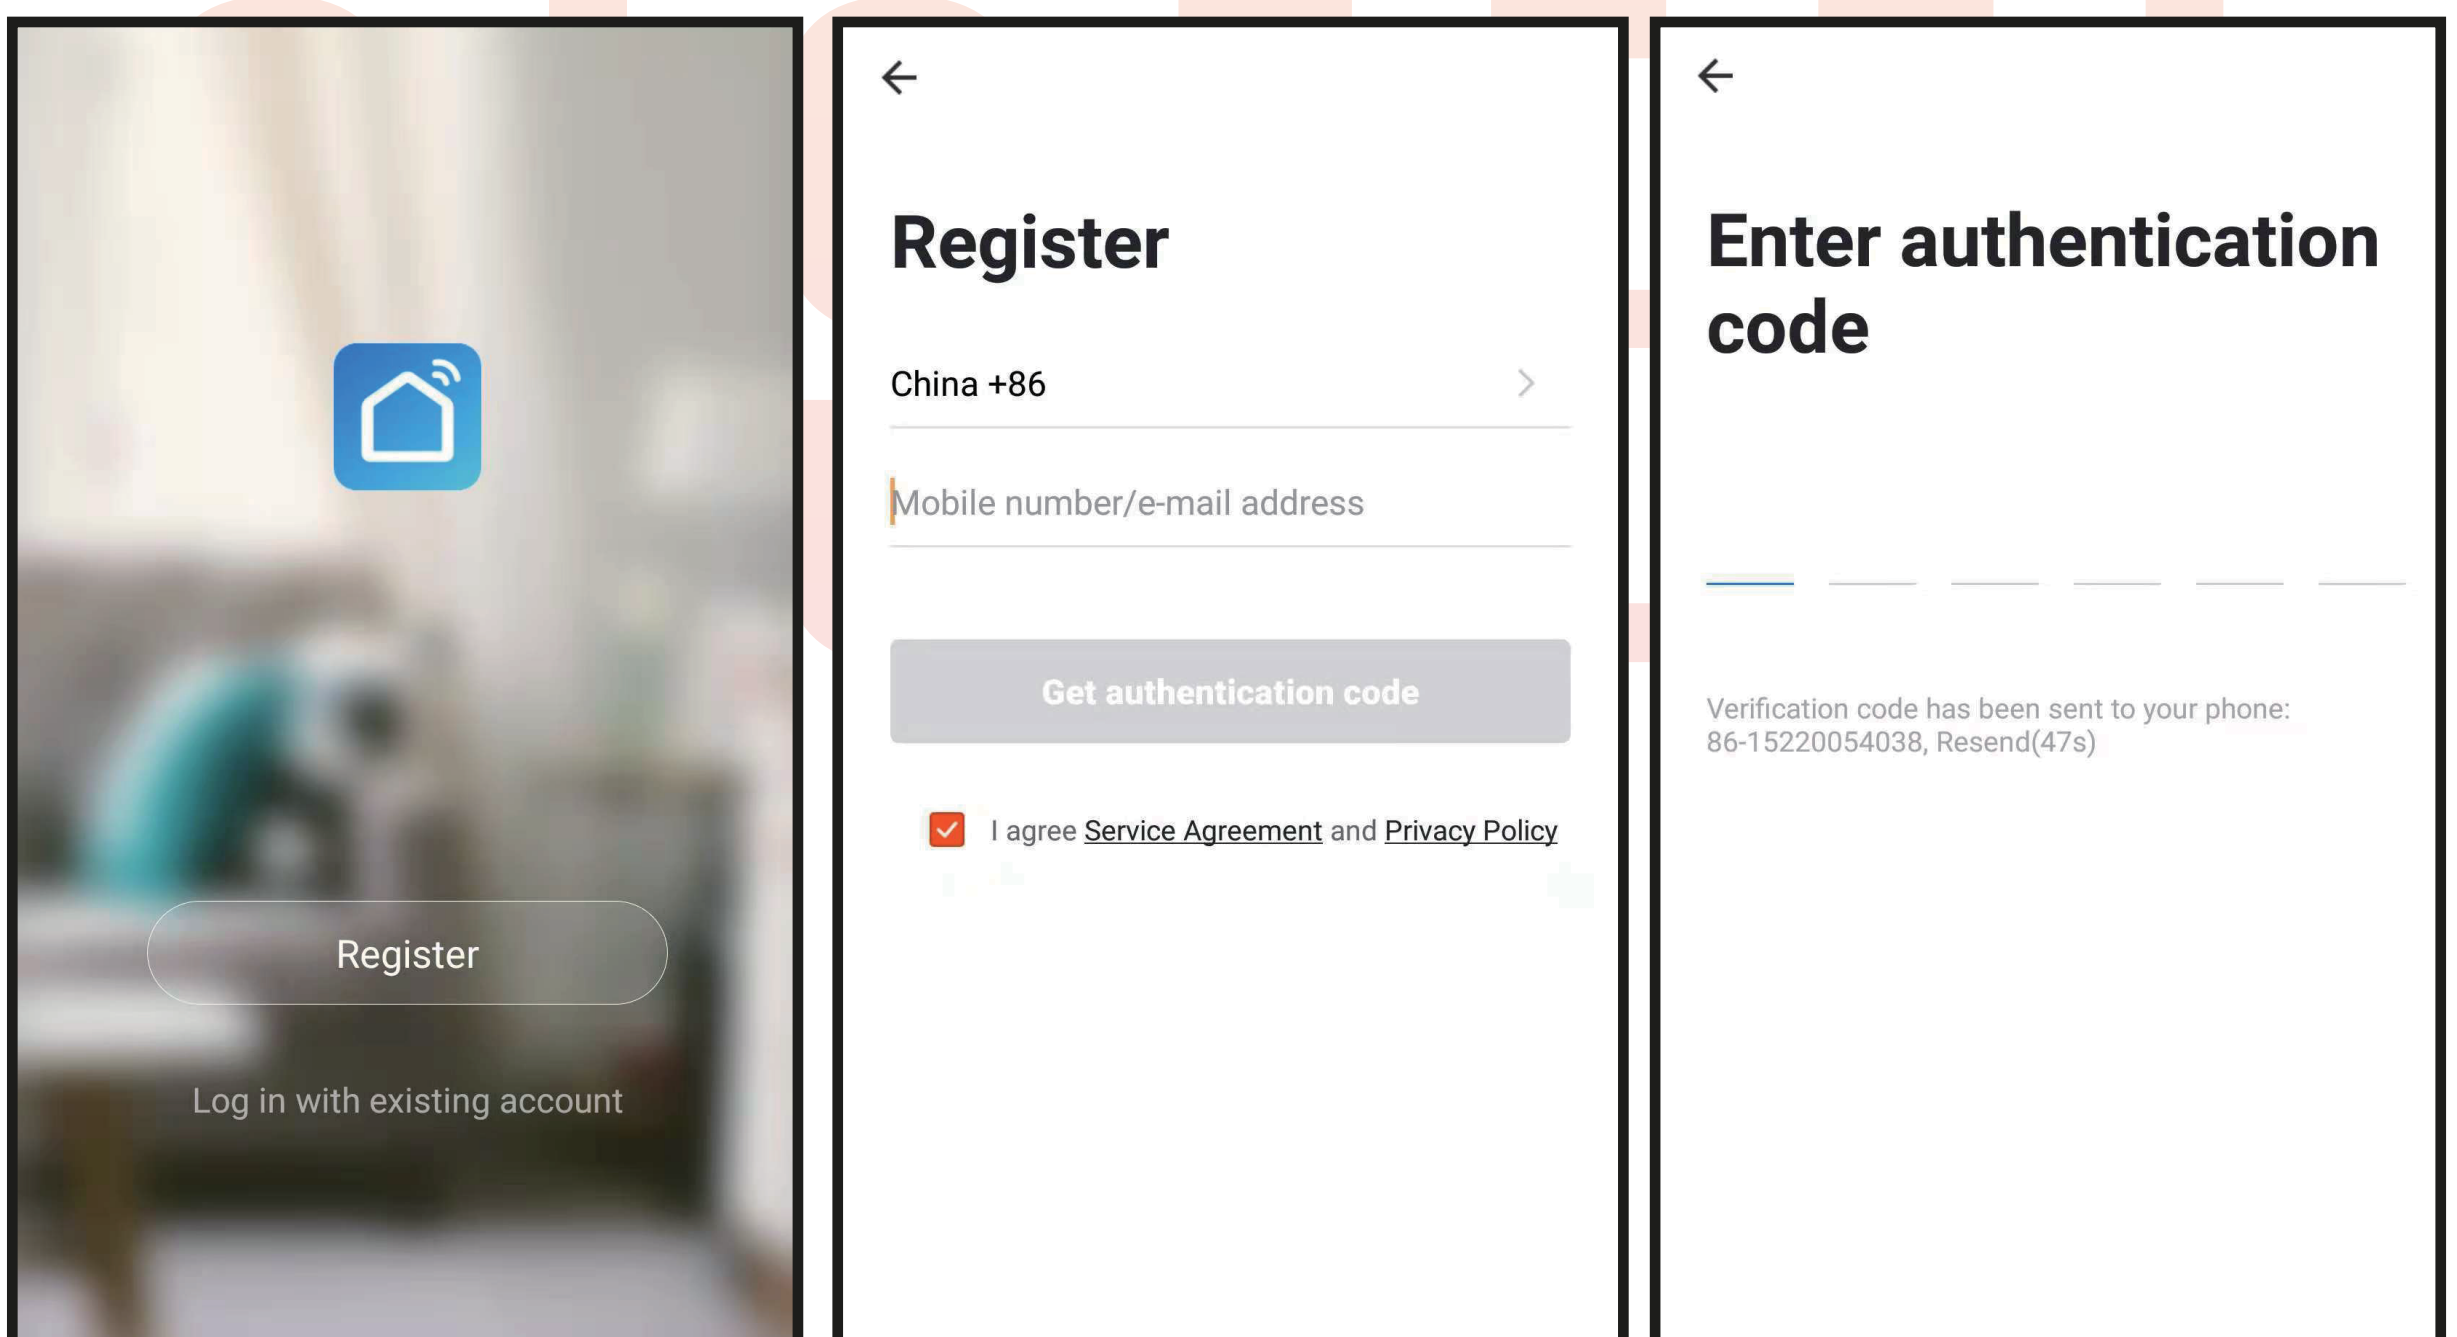 Register
Log in with existing account
Register
China +86
Mobile number/e-mail address
Get authentication code
I agree Service Agreement and Privacy Policy
Enter authentication
code
Verification code has been sent to your phone:
86-15220054038, Resend(47s)